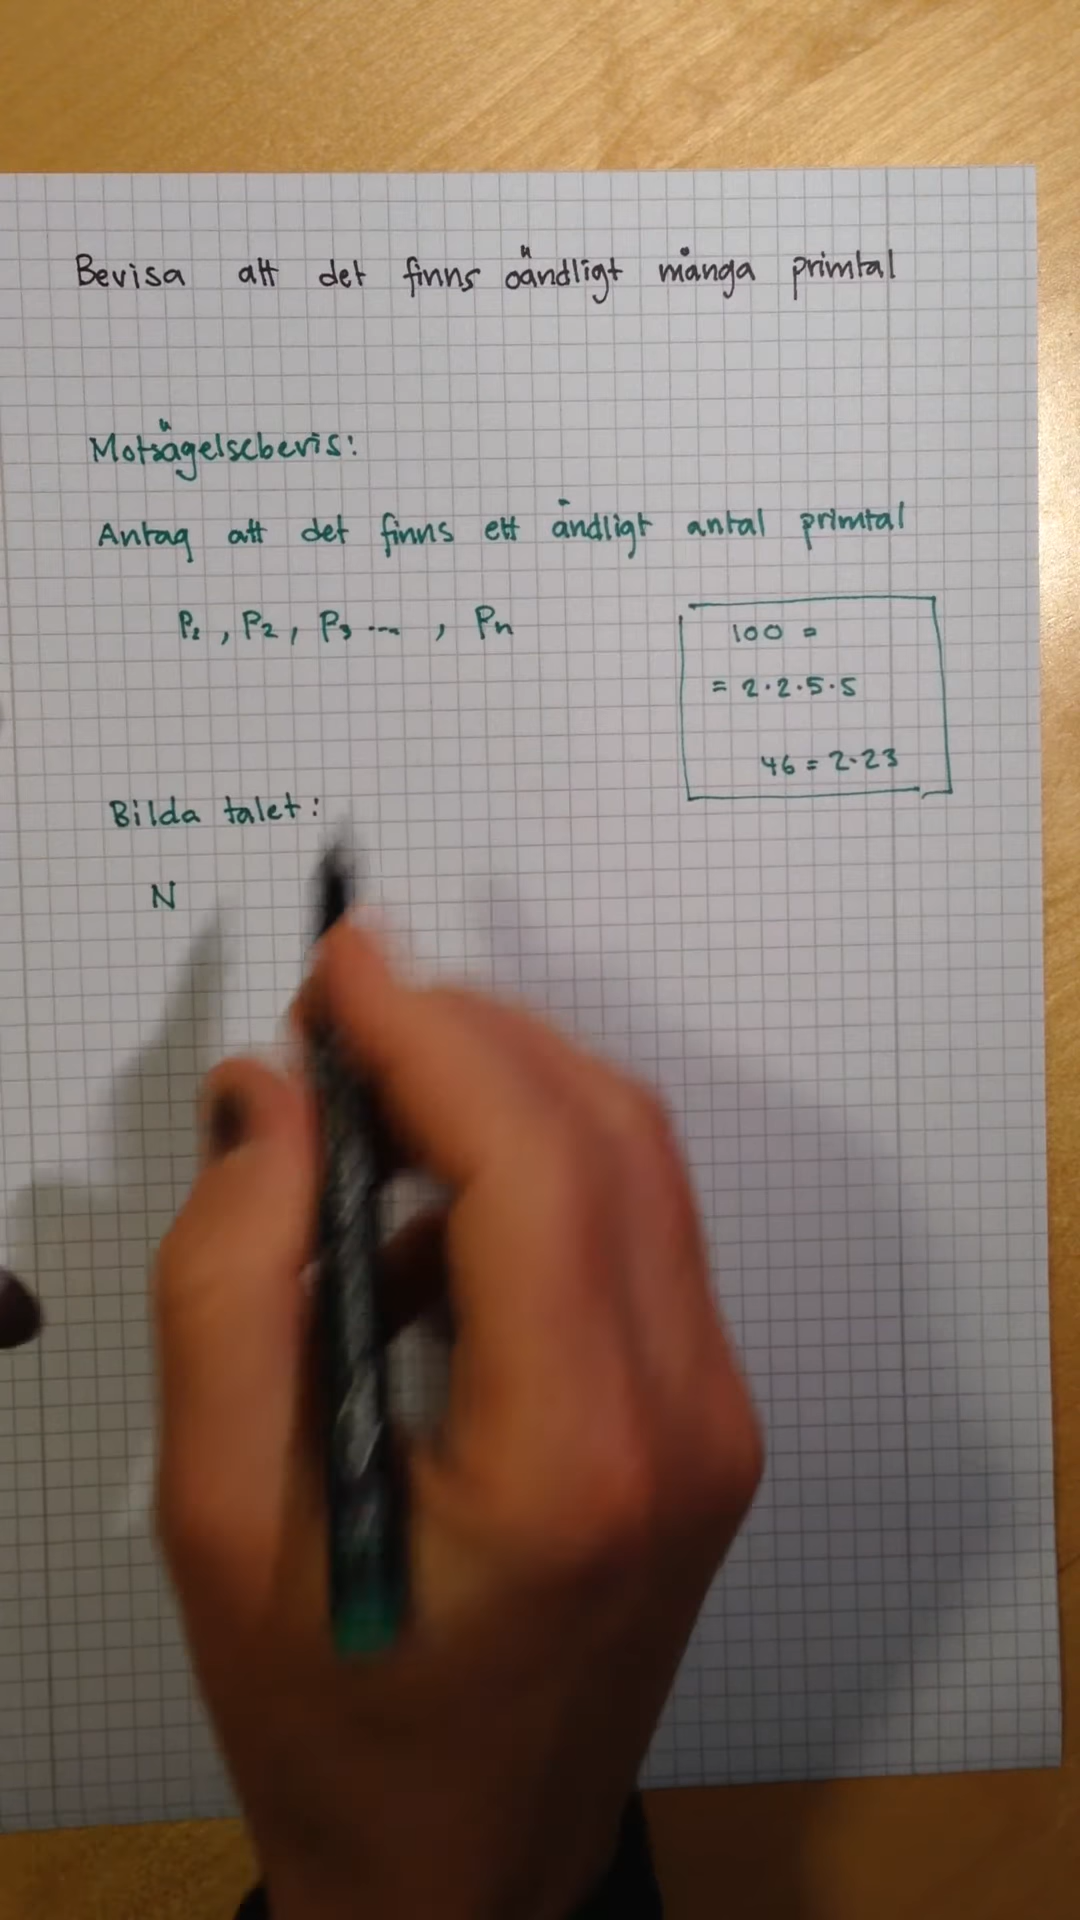 Bevisa att det finns oändligt många primtal
Motsägelsebevis:
Antag att det finns ett ändligt antal primtal
P₁, P₂, P₃ ..., Pn
100 =
= 2·2·5·5
46 = 2·23
Bilda talet:
N